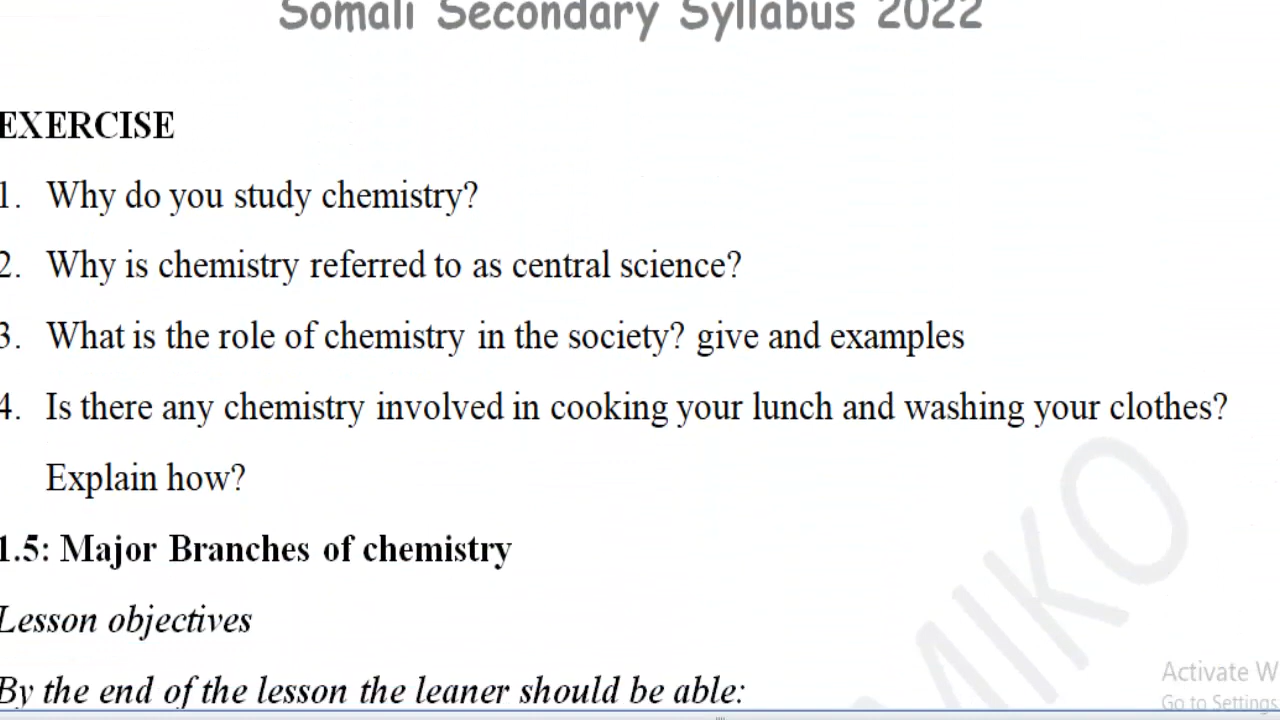 Somali Secondary Syllabus 2022
EXERCISE
1. Why do you study chemistry?
2. Why is chemistry referred to as central science?
3. What is the role of chemistry in the society? give and examples
4. Is there any chemistry involved in cooking your lunch and washing your clothes?
Explain how?
1.5: Major Branches of chemistry
Lesson objectives
By the end of the lesson the leaner should be able:
Activate W
Go to Settings